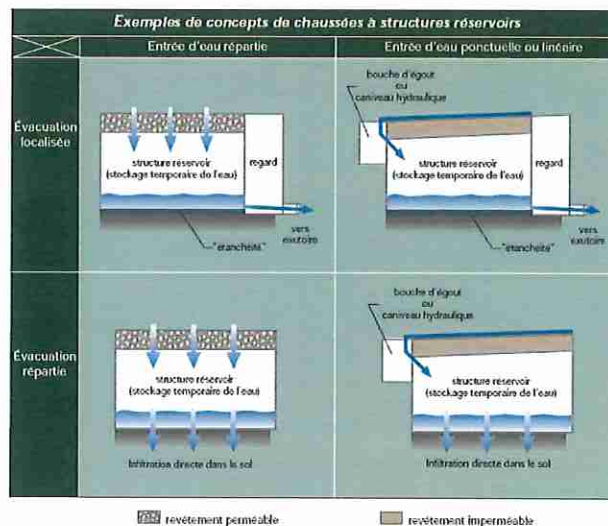 Exemples de concepts de chaussées à structures réservoirs
Entrée d'eau répartie
Entrée d'eau ponctuelle ou linéaire
Évacuation
localisée
structure réservoir
(stockage temporaire de l'eau)
regard
"étanchéité"
vers
exutoire
bouche d'égout
ou
caniveau hydraulique
structure réservoir
(stockage temporaire de l'eau)
regard
"étanchéité"
vers
exutoire
Évacuation
répartie
structure réservoir
(stockage temporaire de l'eau)
Infiltration directe dans le sol
bouche d'égout
ou
caniveau hydraulique
structure réservoir
(stockage temporaire de l'eau)
Infiltration directe dans le sol
revêtement perméable
revêtement imperméable